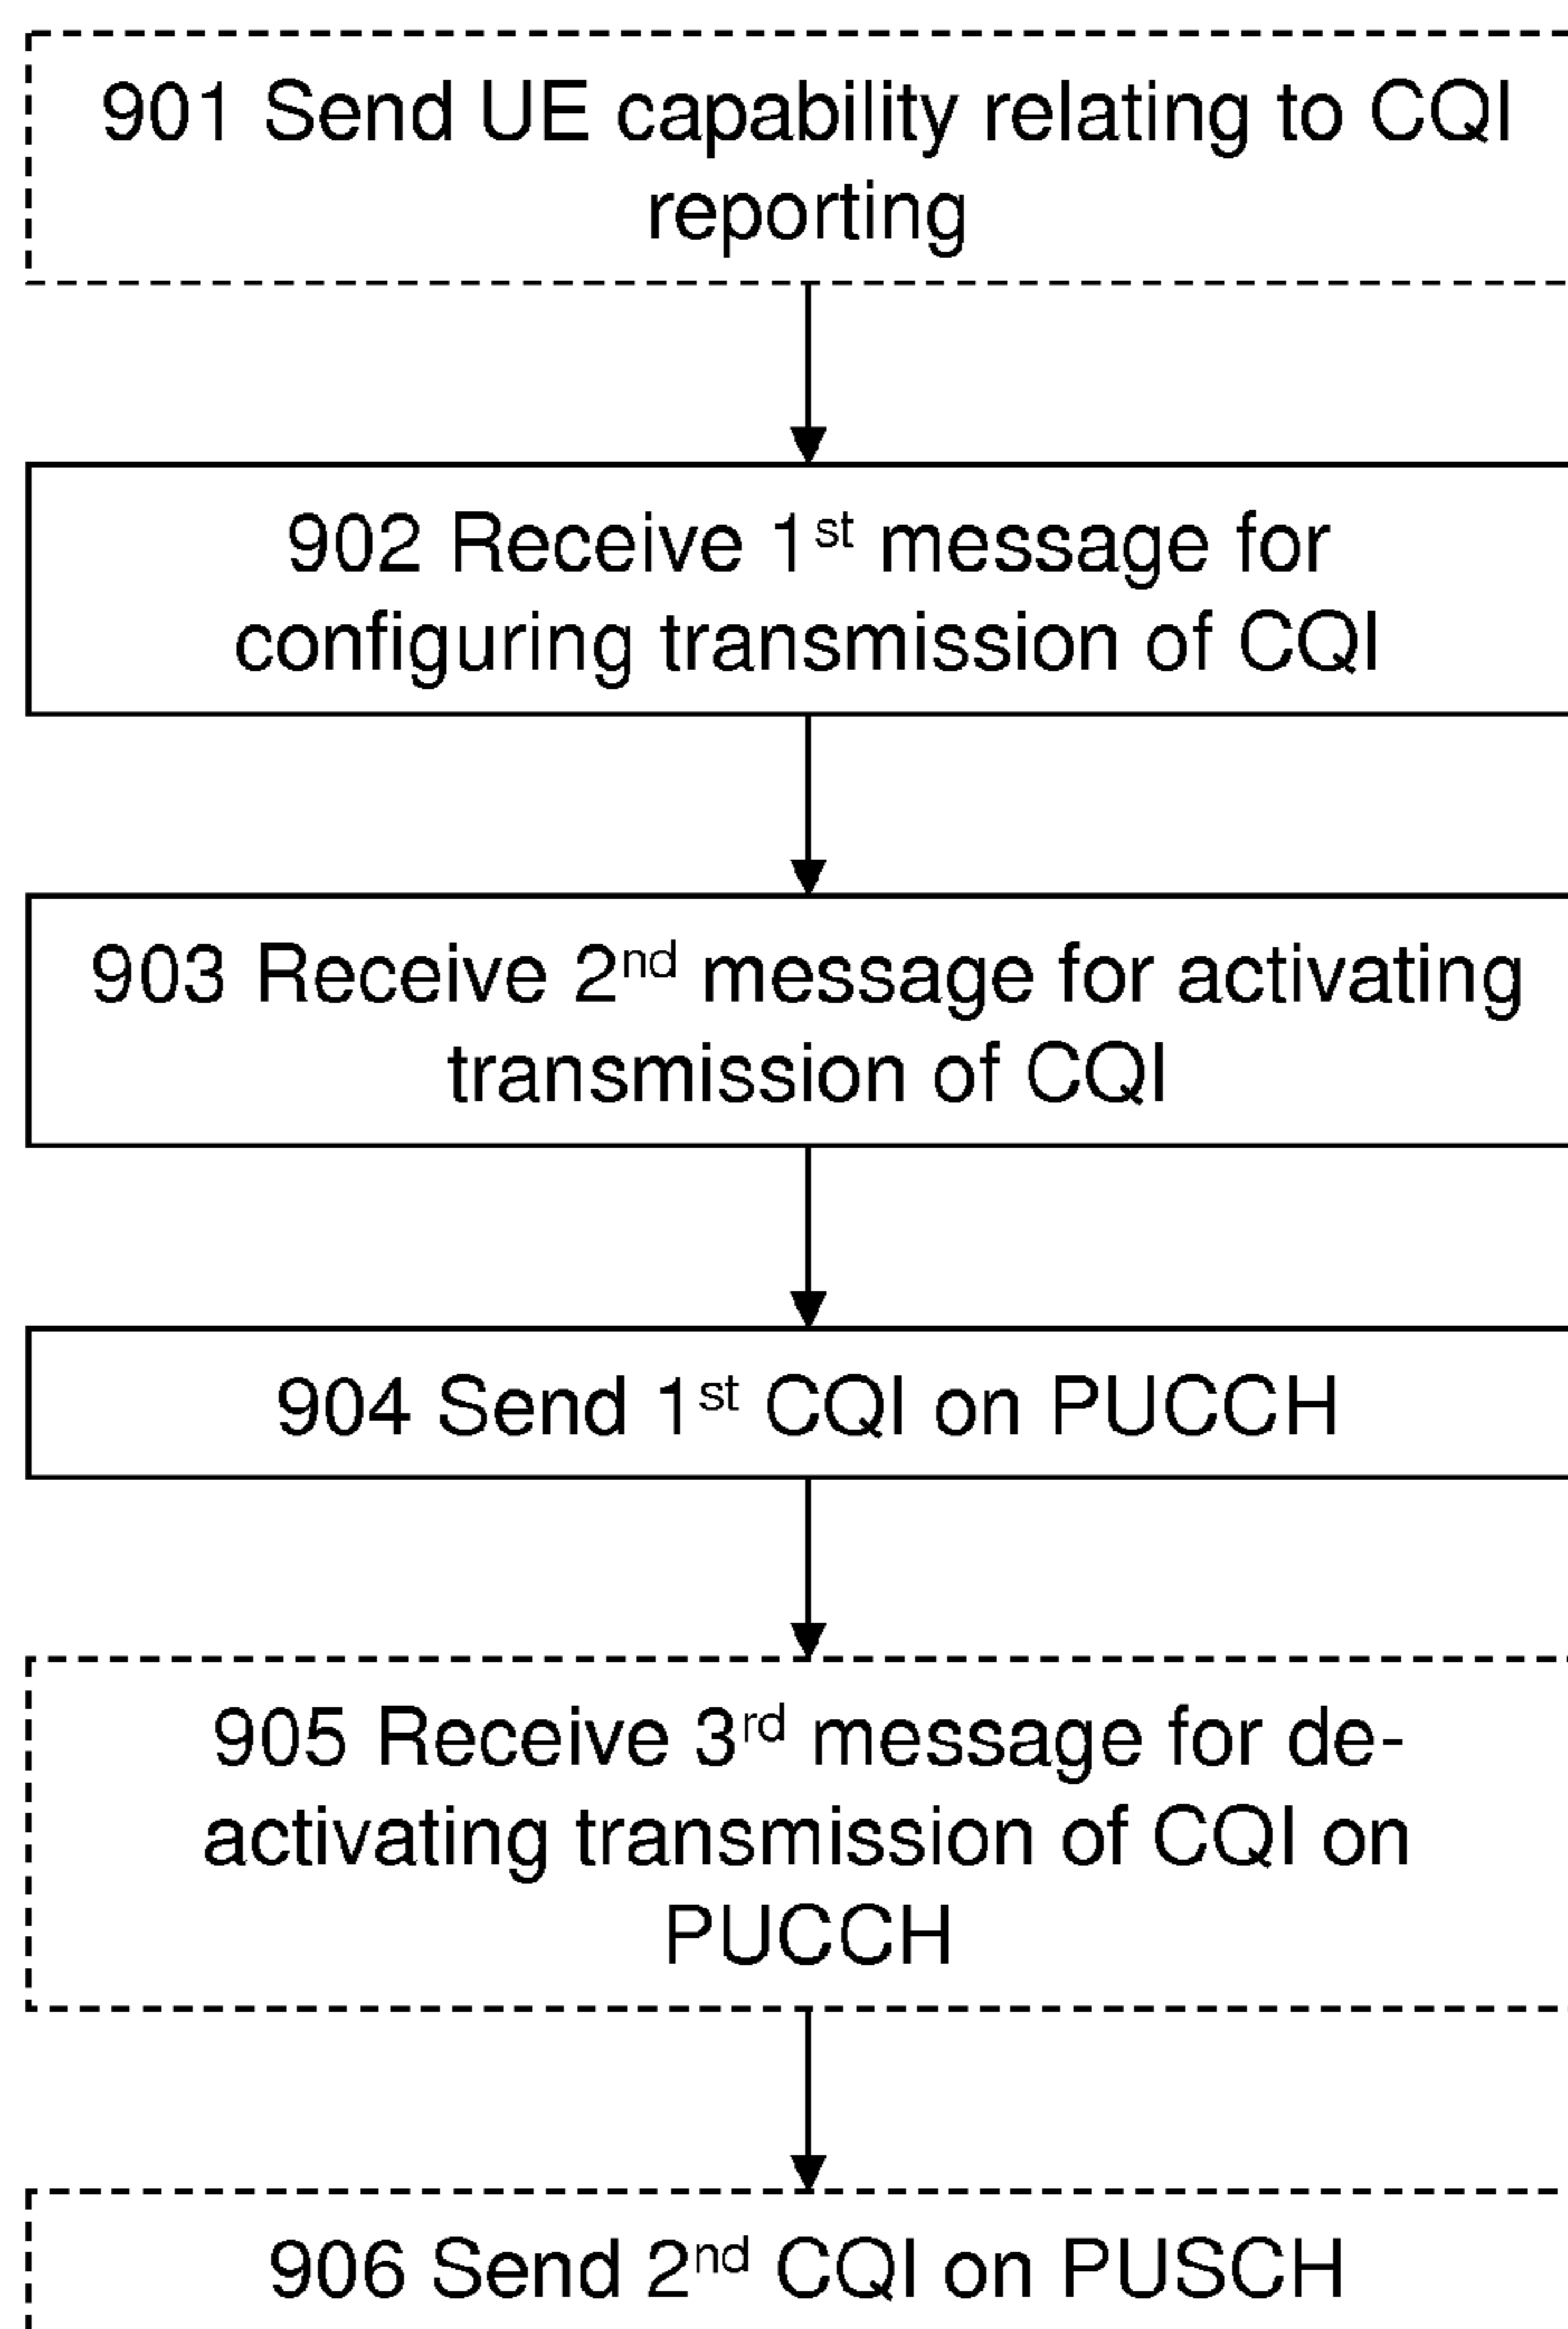 901 Send UE capability relating to CQI
reporting
902 Receive 1st message for
configuring transmission of CQI
903 Receive 2nd message for activating
transmission of CQI
904 Send 1st CQI on PUCCH
905 Receive 3rd message for de-
activating transmission of CQI on
PUCCH
906 Send 2nd CQI on PUSCH